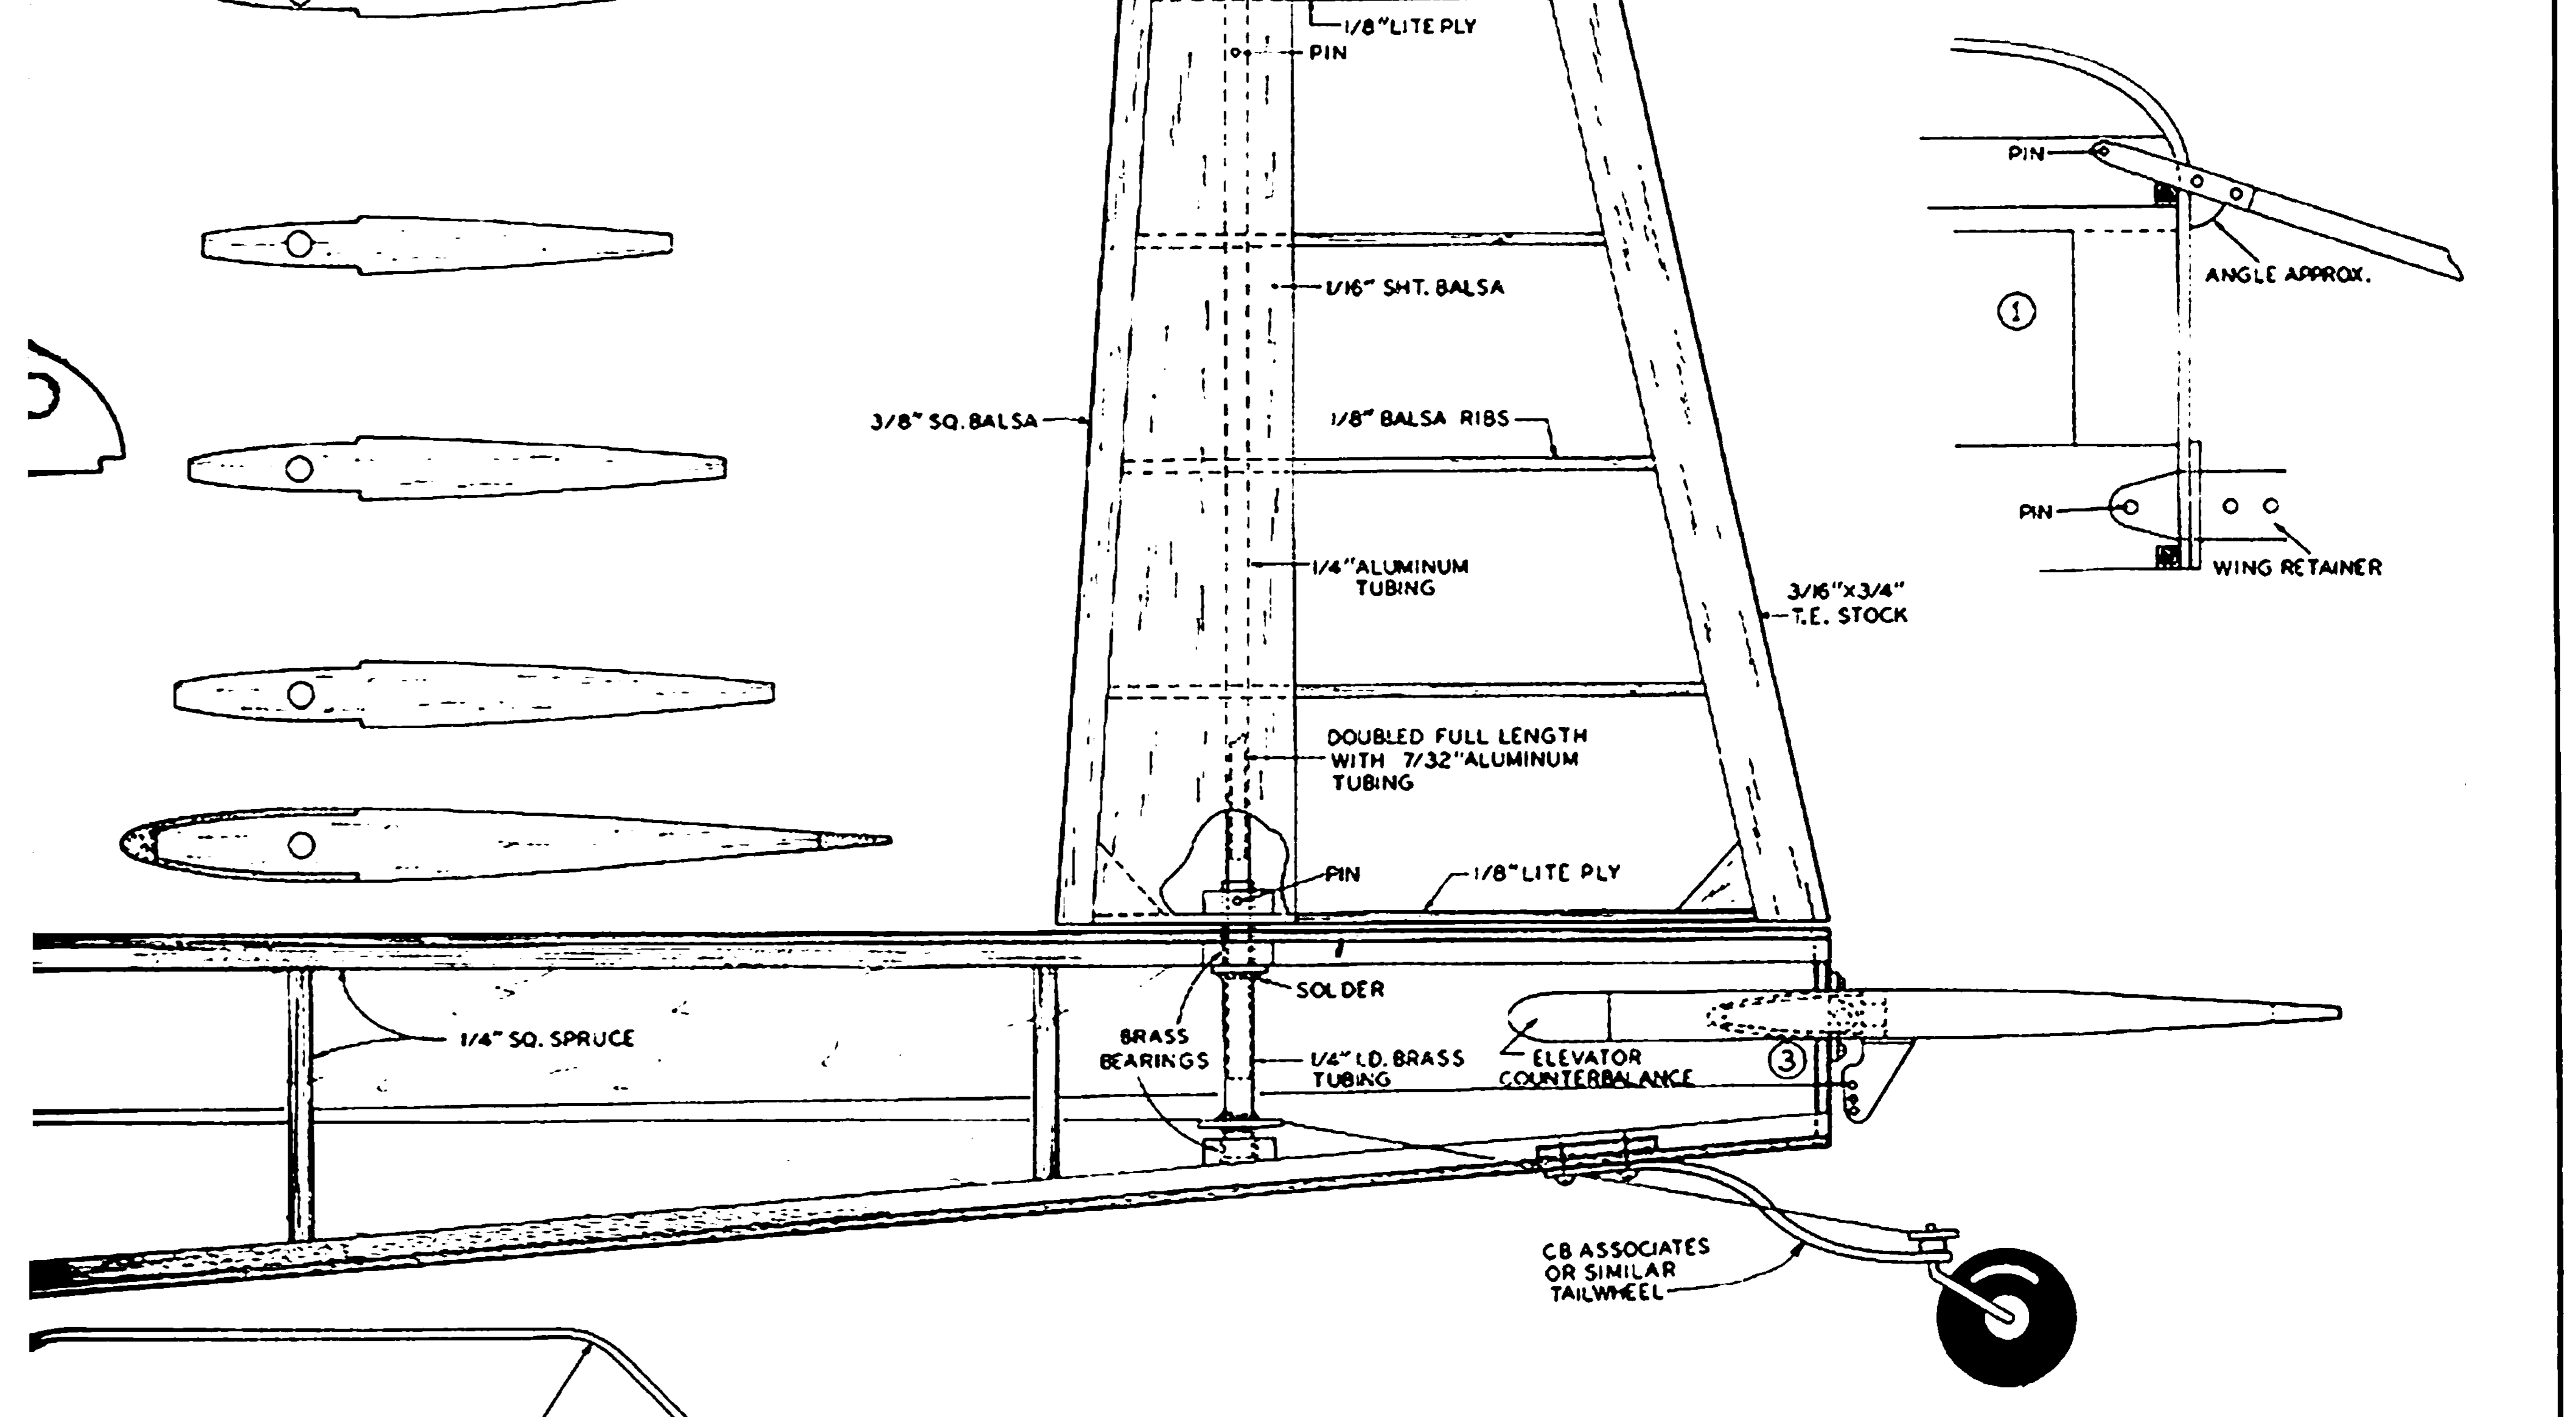 1/8" LITE PLY
PIN
PIN
ANGLE APPROX.
1/16" SHT. BALSA
1
3/8" SQ. BALSA
1/8" BALSA RIBS
PIN
WING RETAINER
1/4" ALUMINUM
TUBING
3/16" X 3/4"
T.E. STOCK
DOUBLED FULL LENGTH
WITH 7/32" ALUMINUM
TUBING
PIN
1/8" LITE PLY
SOLDER
1/4" SQ. SPRUCE
BRASS
BEARINGS
1/4" I.D. BRASS
TUBING
ELEVATOR
COUNTERBALANCE
3
CB ASSOCIATES
OR SIMILAR
TAILWHEEL